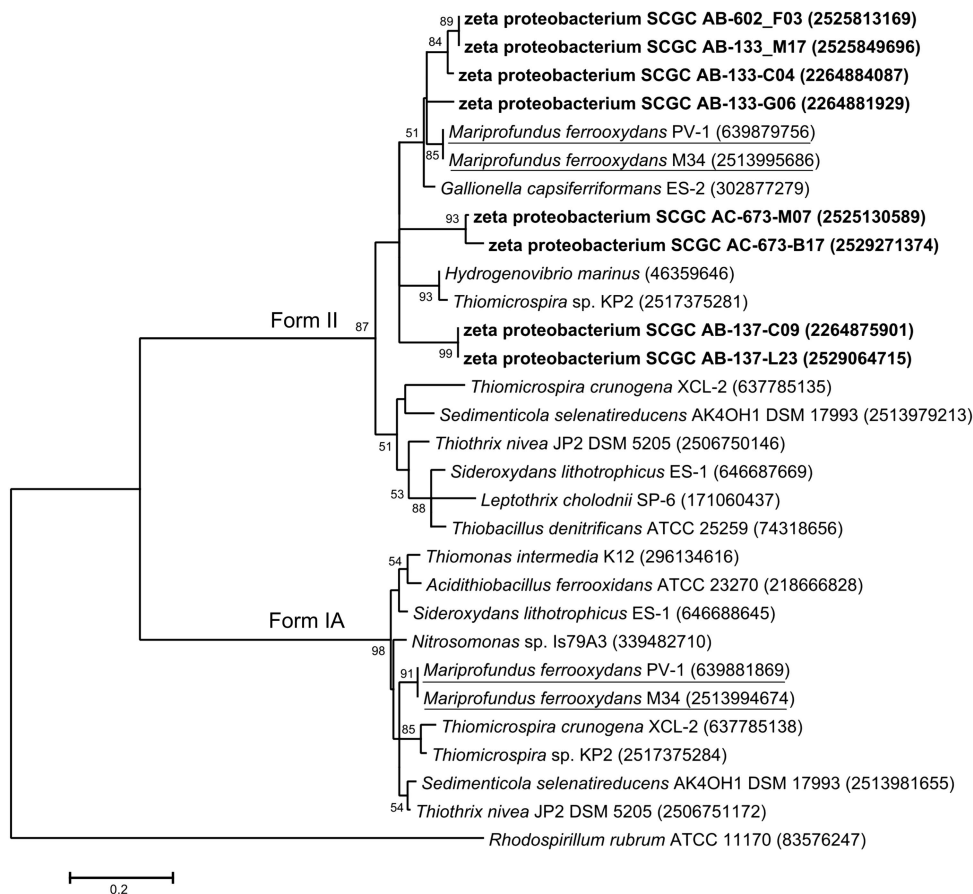 89
zeta proteobacterium SCGC AB-602_F03 (2525813169)
84
zeta proteobacterium SCGC AB-133_M17 (2525849696)
zeta proteobacterium SCGC AB-133-C04 (2264884087)
zeta proteobacterium SCGC AB-133-G06 (2264881929)
51
Mariprofundus ferrooxydans PV-1 (639879756)
85
Mariprofundus ferrooxydans M34 (2513995686)
Gallionella capsiferriformans ES-2 (302877279)
93
zeta proteobacterium SCGC AC-673-M07 (2525130589)
zeta proteobacterium SCGC AC-673-B17 (2529271374)
Hydrogenovibrio marinus (46359646)
93
Thiomicrospira sp. KP2 (2517375281)
Form II
87
zeta proteobacterium SCGC AB-137-C09 (2264875901)
99
zeta proteobacterium SCGC AB-137-L23 (2529064715)
Thiomicrospira crunogena XCL-2 (637785135)
Sedimenticola selenatireducens AK4OH1 DSM 17993 (2513979213)
51
Thiothrix nivea JP2 DSM 5205 (2506750146)
Sideroxydans lithotrophicus ES-1 (646687669)
53
Leptothrix cholodnii SP-6 (171060437)
88
Thiobacillus denitrificans ATCC 25259 (74318656)
54
Thiomonas intermedia K12 (296134616)
Acidithiobacillus ferrooxidans ATCC 23270 (218666828)
Sideroxydans lithotrophicus ES-1 (646688645)
Form IA
98
Nitrosomonas sp. Is79A3 (339482710)
91
Mariprofundus ferrooxydans PV-1 (639881869)
Mariprofundus ferrooxydans M34 (2513994674)
85
Thiomicrospira crunogena XCL-2 (637785138)
Thiomicrospira sp. KP2 (2517375284)
Sedimenticola selenatireducens AK4OH1 DSM 17993 (2513981655)
54
Thiothrix nivea JP2 DSM 5205 (2506751172)
Rhodospirillum rubrum ATCC 11170 (83576247)
0.2